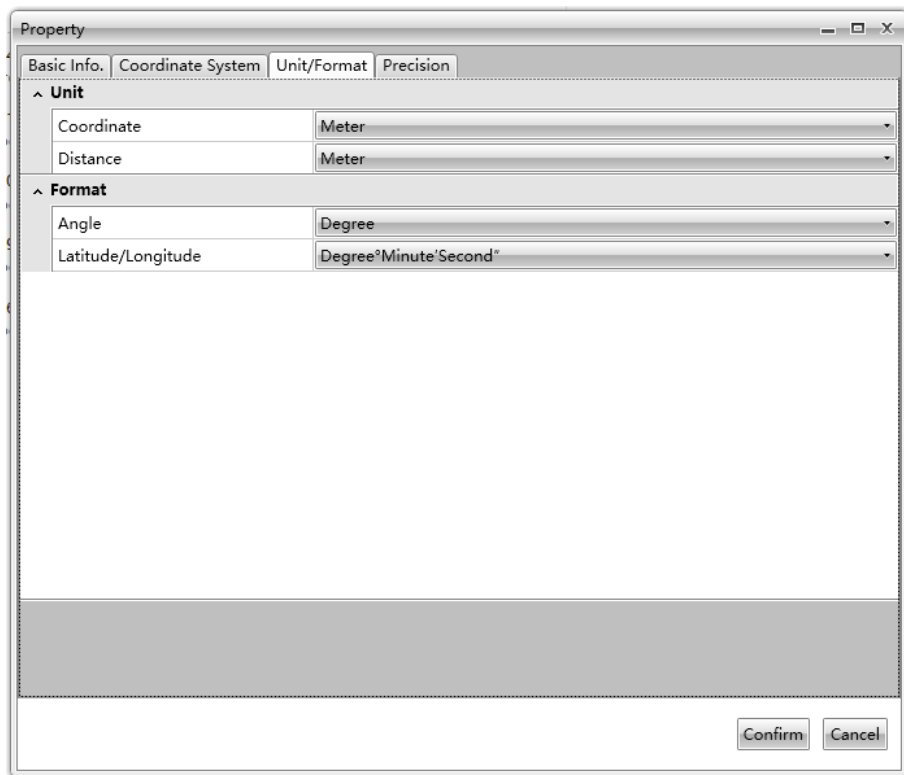 Property
Basic Info. Coordinate System Unit/Format Precision
Unit
Coordinate Meter
Distance Meter
Format
Angle Degree
Latitude/Longitude Degree°Minute'Second"
Confirm Cancel